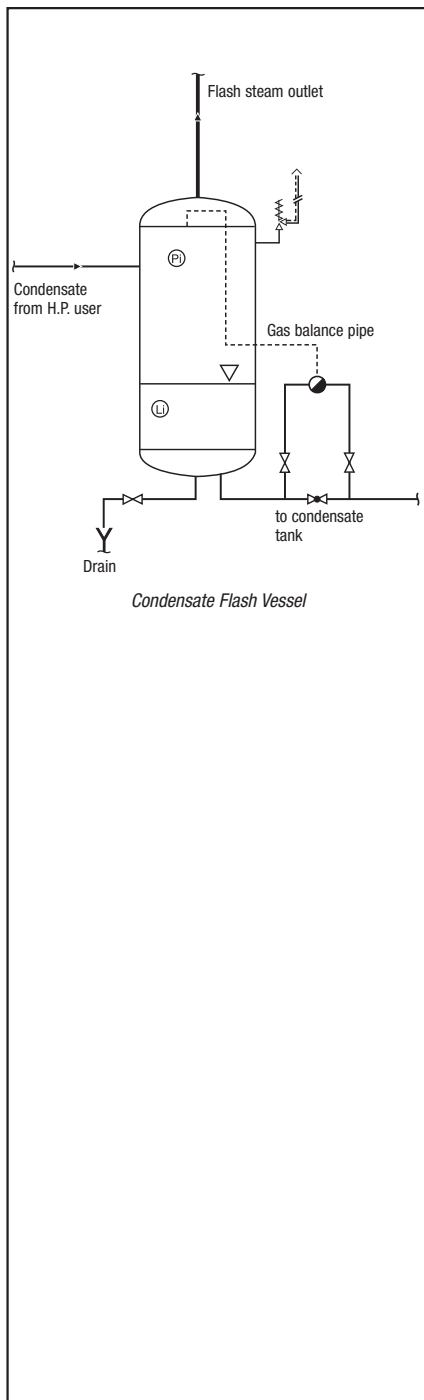 Flash steam outlet
Pi
Condensate
from H.P. user
Gas balance pipe
Li
to condensate
tank
Drain
Condensate Flash Vessel